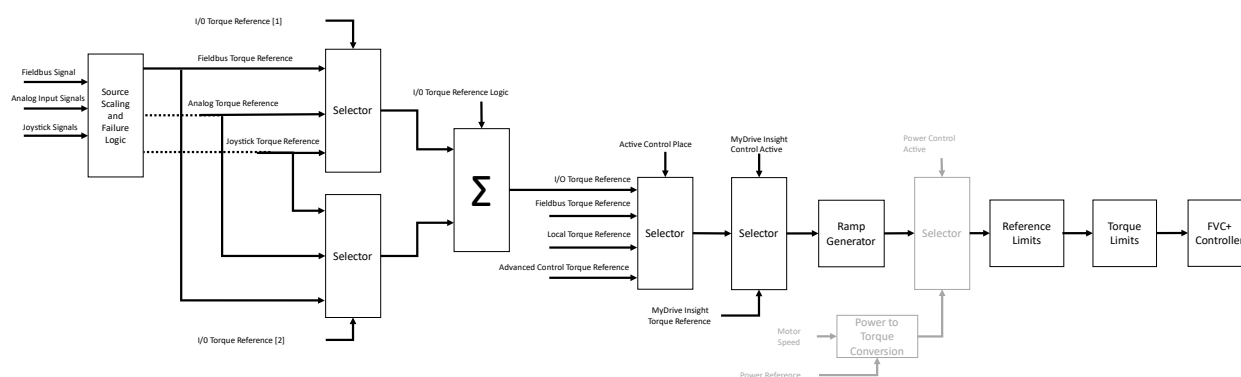 I/0 Torque Reference [1]
Fieldbus Torque Reference
Fieldbus Signal
Analog Input Signals
Joystick Signals
Source
Scaling
and
Failure
Logic
Analog Torque Reference
Joystick Torque Reference
Selector
Selector
I/0 Torque Reference [2]
I/0 Torque Reference Logic
Σ
Active Control Place
I/O Torque Reference
Fieldbus Torque Reference
Local Torque Reference
Advanced Control Torque Reference
Selector
MyDrive Insight
Control Active
Selector
MyDrive Insight
Torque Reference
Ramp
Generator
Power Control
Active
Selector
Motor
Speed
Power to
Torque
Conversion
Power Reference
Reference
Limits
Torque
Limits
FVC+
Controller